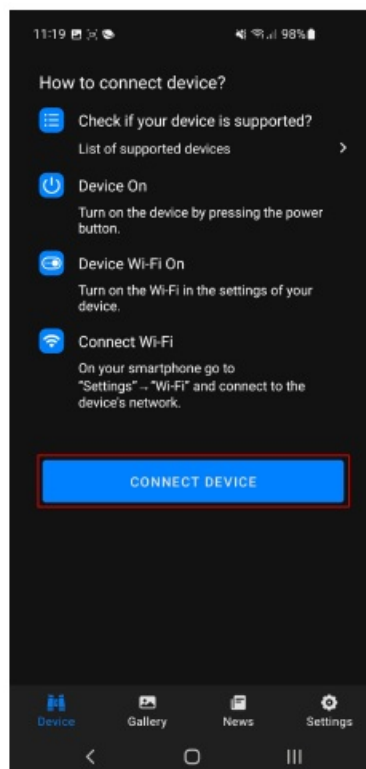 11:19
98%
How to connect device?
Check if your device is supported?
List of supported devices
Device On
Turn on the device by pressing the power
button.
Device Wi-Fi On
Turn on the Wi-Fi in the settings of your
device.
Connect Wi-Fi
On your smartphone go to
"Settings"→"Wi-Fi" and connect to the
device's network.
CONNECT DEVICE
Device
Gallery
News
Settings